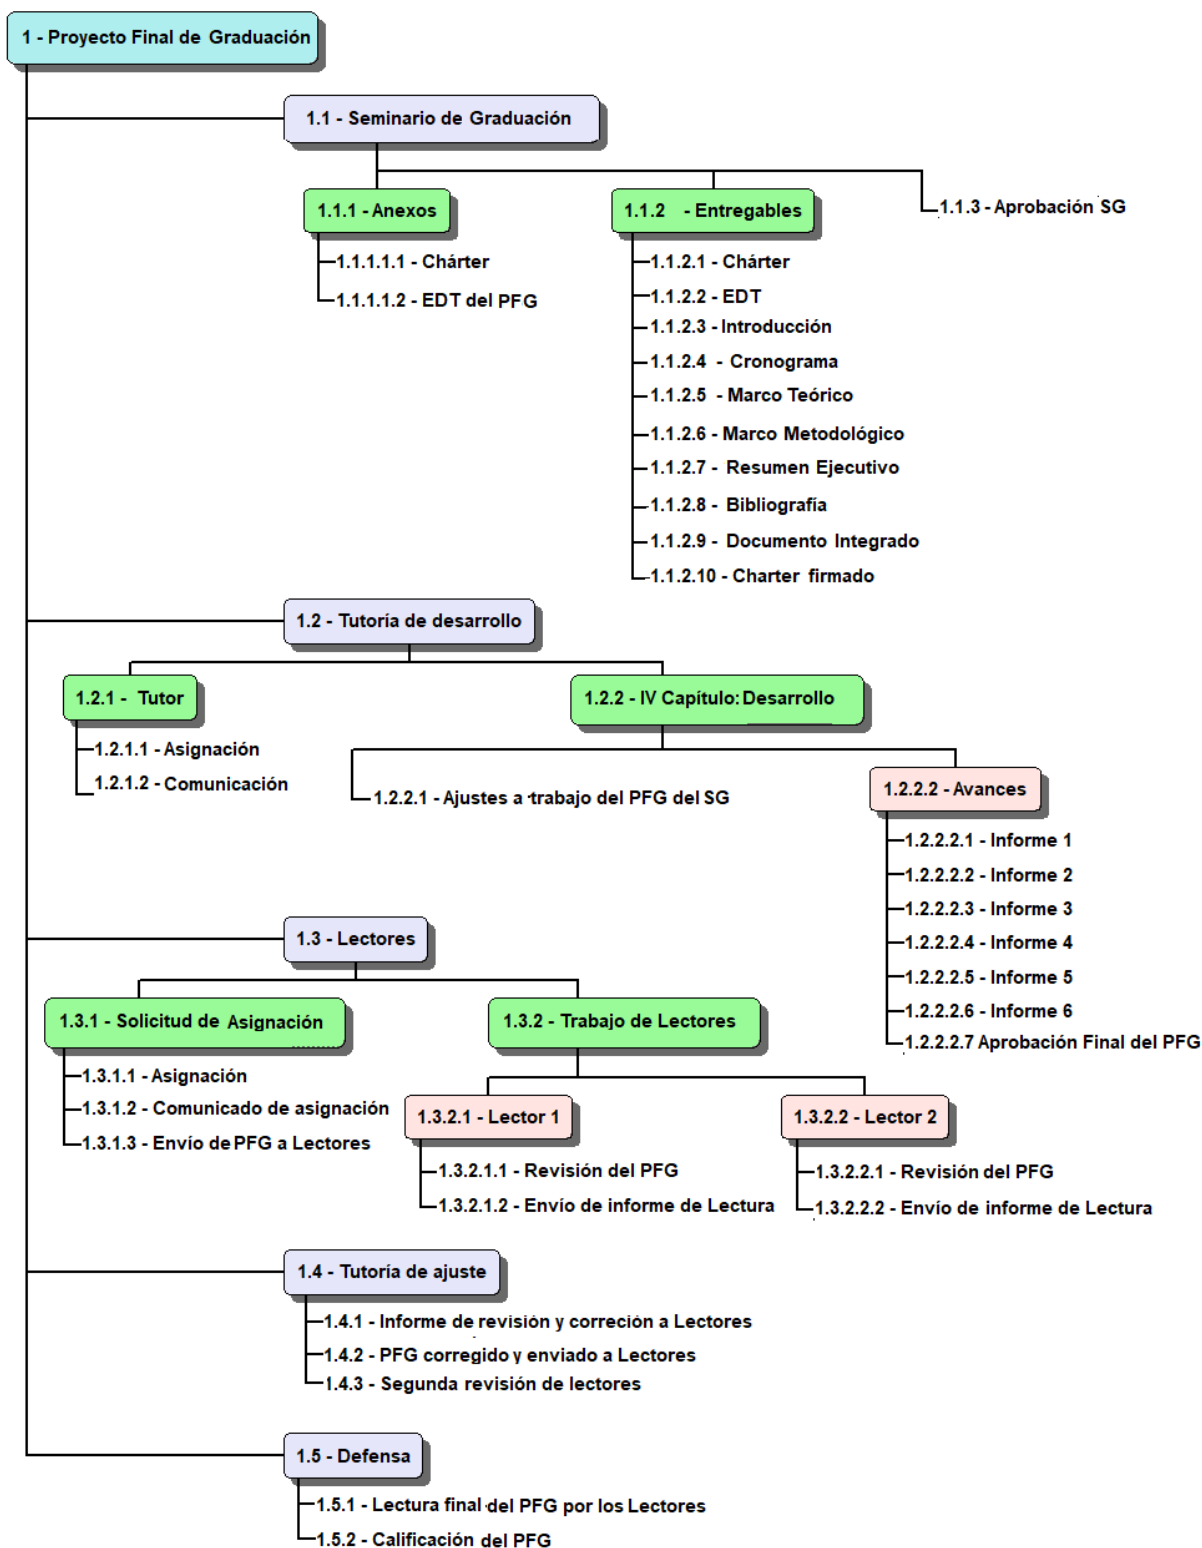 1 - Proyecto Final de Graduación
1.1 - Seminario de Graduación
1.1.1 - Anexos
1.1.1.1.1 - Chárter
1.1.1.1.2 - EDT del PFG
1.1.2 - Entregables
1.1.2.1 - Chárter
1.1.2.2 - EDT
1.1.2.3 - Introducción
1.1.2.4 - Cronograma
1.1.2.5 - Marco Teórico
1.1.2.6 - Marco Metodológico
1.1.2.7 - Resumen Ejecutivo
1.1.2.8 - Bibliografía
1.1.2.9 - Documento Integrado
1.1.2.10 - Charter firmado
1.1.3 - Aprobación SG
1.2 - Tutoría de desarrollo
1.2.1 - Tutor
1.2.1.1 - Asignación
1.2.1.2 - Comunicación
1.2.2 - IV Capítulo: Desarrollo
1.2.2.1 - Ajustes a trabajo del PFG del SG
1.2.2.2 - Avances
1.2.2.2.1 - Informe 1
1.2.2.2.2 - Informe 2
1.2.2.2.3 - Informe 3
1.2.2.2.4 - Informe 4
1.2.2.2.5 - Informe 5
1.2.2.2.6 - Informe 6
1.2.2.2.7 Aprobación Final del PFG
1.3 - Lectores
1.3.1 - Solicitud de Asignación
1.3.1.1 - Asignación
1.3.1.2 - Comunicado de asignación
1.3.1.3 - Envío de PFG a Lectores
1.3.2 - Trabajo de Lectores
1.3.2.1 - Lector 1
1.3.2.1.1 - Revisión del PFG
1.3.2.1.2 - Envío de informe de Lectura
1.3.2.2 - Lector 2
1.3.2.2.1 - Revisión del PFG
1.3.2.2.2 - Envío de informe de Lectura
1.4 - Tutoría de ajuste
1.4.1 - Informe de revisión y correción a Lectores
1.4.2 - PFG corregido y enviado a Lectores
1.4.3 - Segunda revisión de lectores
1.5 - Defensa
1.5.1 - Lectura final del PFG por los Lectores
1.5.2 - Calificación del PFG